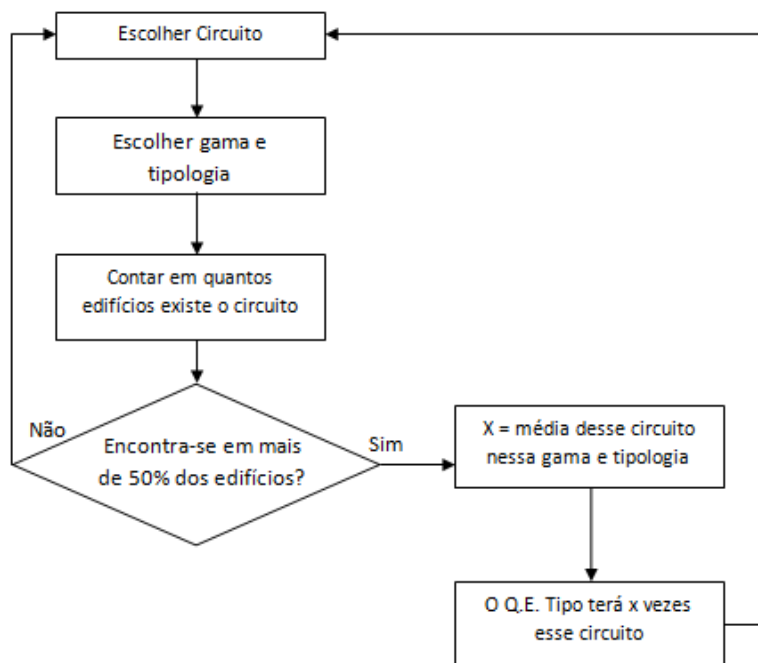 Escolher Circuito
Escolher gama e
tipologia
Contar em quantos
edifícios existe o circuito
Não
Encontra-se em mais
de 50% dos edifícios?
Sim
X = média desse circuito
nessa gama e tipologia
O Q.E. Tipo terá x vezes
esse circuito